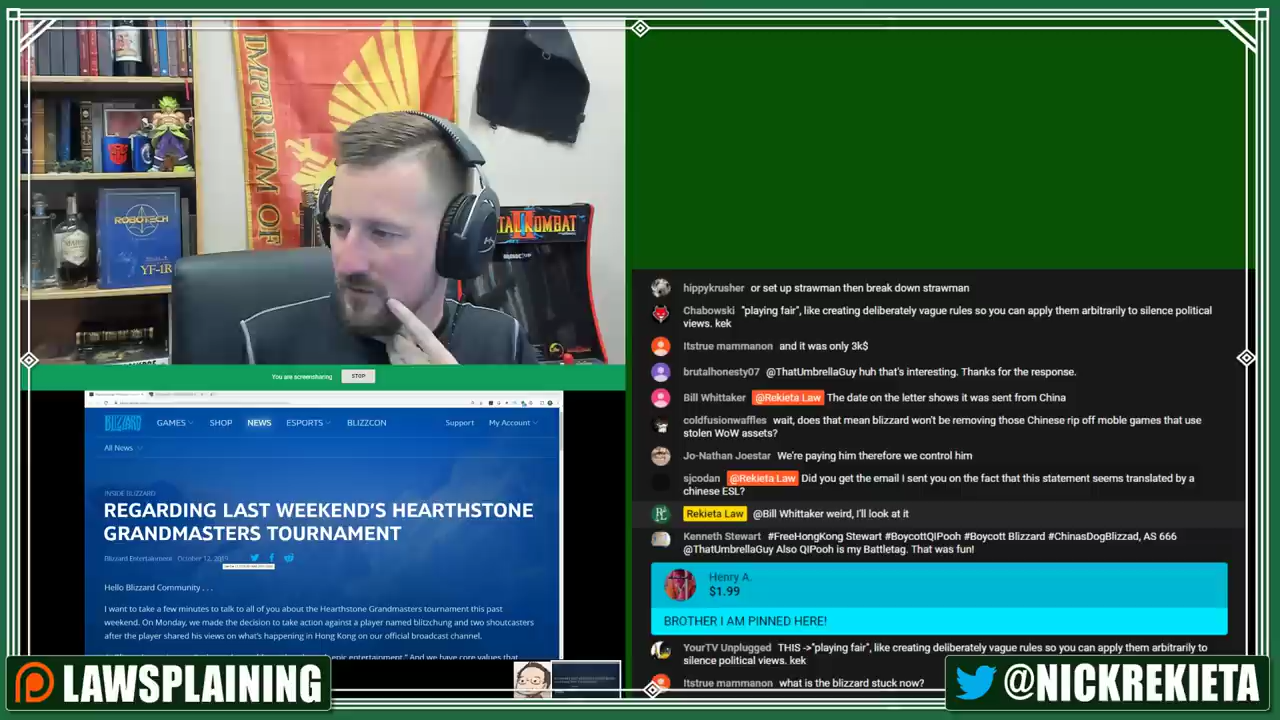 IMPERIVM OF
ROBOTECH
YF-1R
TAL KOMBAT
II
You are screensharing
STOP
BLIZZARD
GAMES
SHOP
NEWS
ESPORTS
BLIZZCON
Support
My Account
All News
INSIDE BLIZZARD
REGARDING LAST WEEKEND'S HEARTHSTONE
GRANDMASTERS TOURNAMENT
Blizzard Entertainment October 12, 2019
Hello Blizzard Community . . .
I want to take a few minutes to talk to all of you about the Hearthstone Grandmasters tournament this past
weekend. On Monday, we made the decision to take action against a player named blitzchung and two shoutcasters
after the player shared his views on what's happening in Hong Kong on our official broadcast channel.
hippykrusher or set up strawman then break down strawman
Chabowski "playing fair", like creating deliberately vague rules so you can apply them arbitrarily to silence political
views. kek
Itstrue mammanon and it was only 3k$
brutalhonesty07 @ThatUmbrellaGuy huh that's interesting. Thanks for the response.
Bill Whittaker @Rekieta Law The date on the letter shows it was sent from China
coldfusionwaffles wait, does that mean blizzard won't be removing those Chinese rip off moble games that use
stolen WoW assets?
Jo-Nathan Joestar We're paying him therefore we control him
sjcodan @Rekieta Law Did you get the email I sent you on the fact that this statement seems translated by a
chinese ESL?
Rekieta Law @Bill Whittaker weird, I'll look at it
Kenneth Stewart #FreeHongKong Stewart #BoycottQIPooh #Boycott Blizzard #ChinasDogBlizzad, AS 666
@ThatUmbrellaGuy Also QIPooh is my Battletag. That was fun!
Henry A.
$1.99
BROTHER I AM PINNED HERE!
YourTV Unplugged THIS ->"playing fair", like creating deliberately vague rules so you can apply them arbitrarily to
silence political views. kek
Itstrue mammanon what is the blizzard stuck now?
LAWSPLAINING
@NICKREKIETA